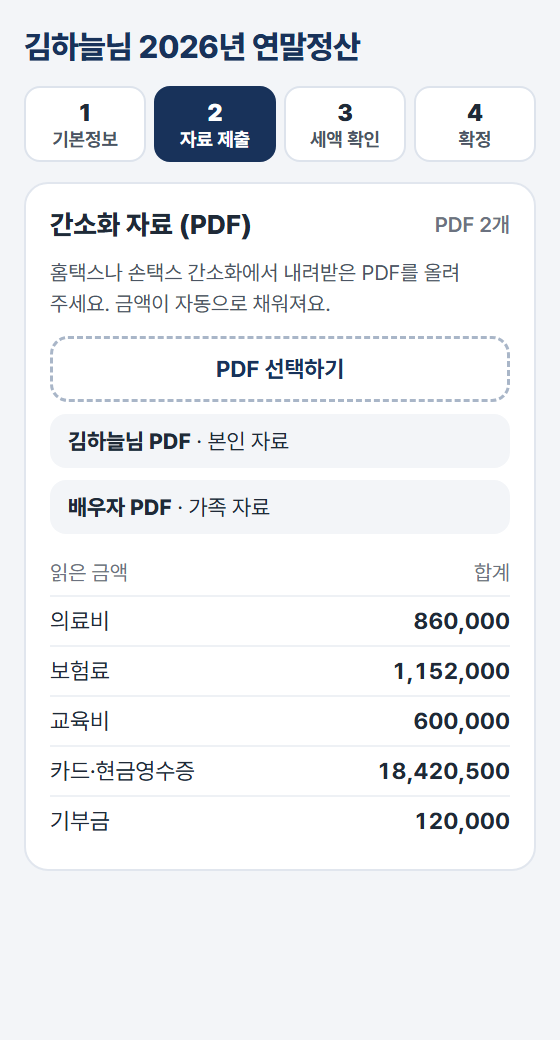 김하늘님 2026년 연말정산
1
기본정보
2
자료 제출
3
세액 확인
4
확정
간소화 자료 (PDF)
PDF 2개
홈택스나 손택스 간소화에서 내려받은 PDF를 올려
주세요. 금액이 자동으로 채워져요.
PDF 선택하기
김하늘님 PDF · 본인 자료
배우자 PDF · 가족 자료
읽은 금액 합계
의료비 860,000
보험료 1,152,000
교육비 600,000
카드·현금영수증 18,420,500
기부금 120,000